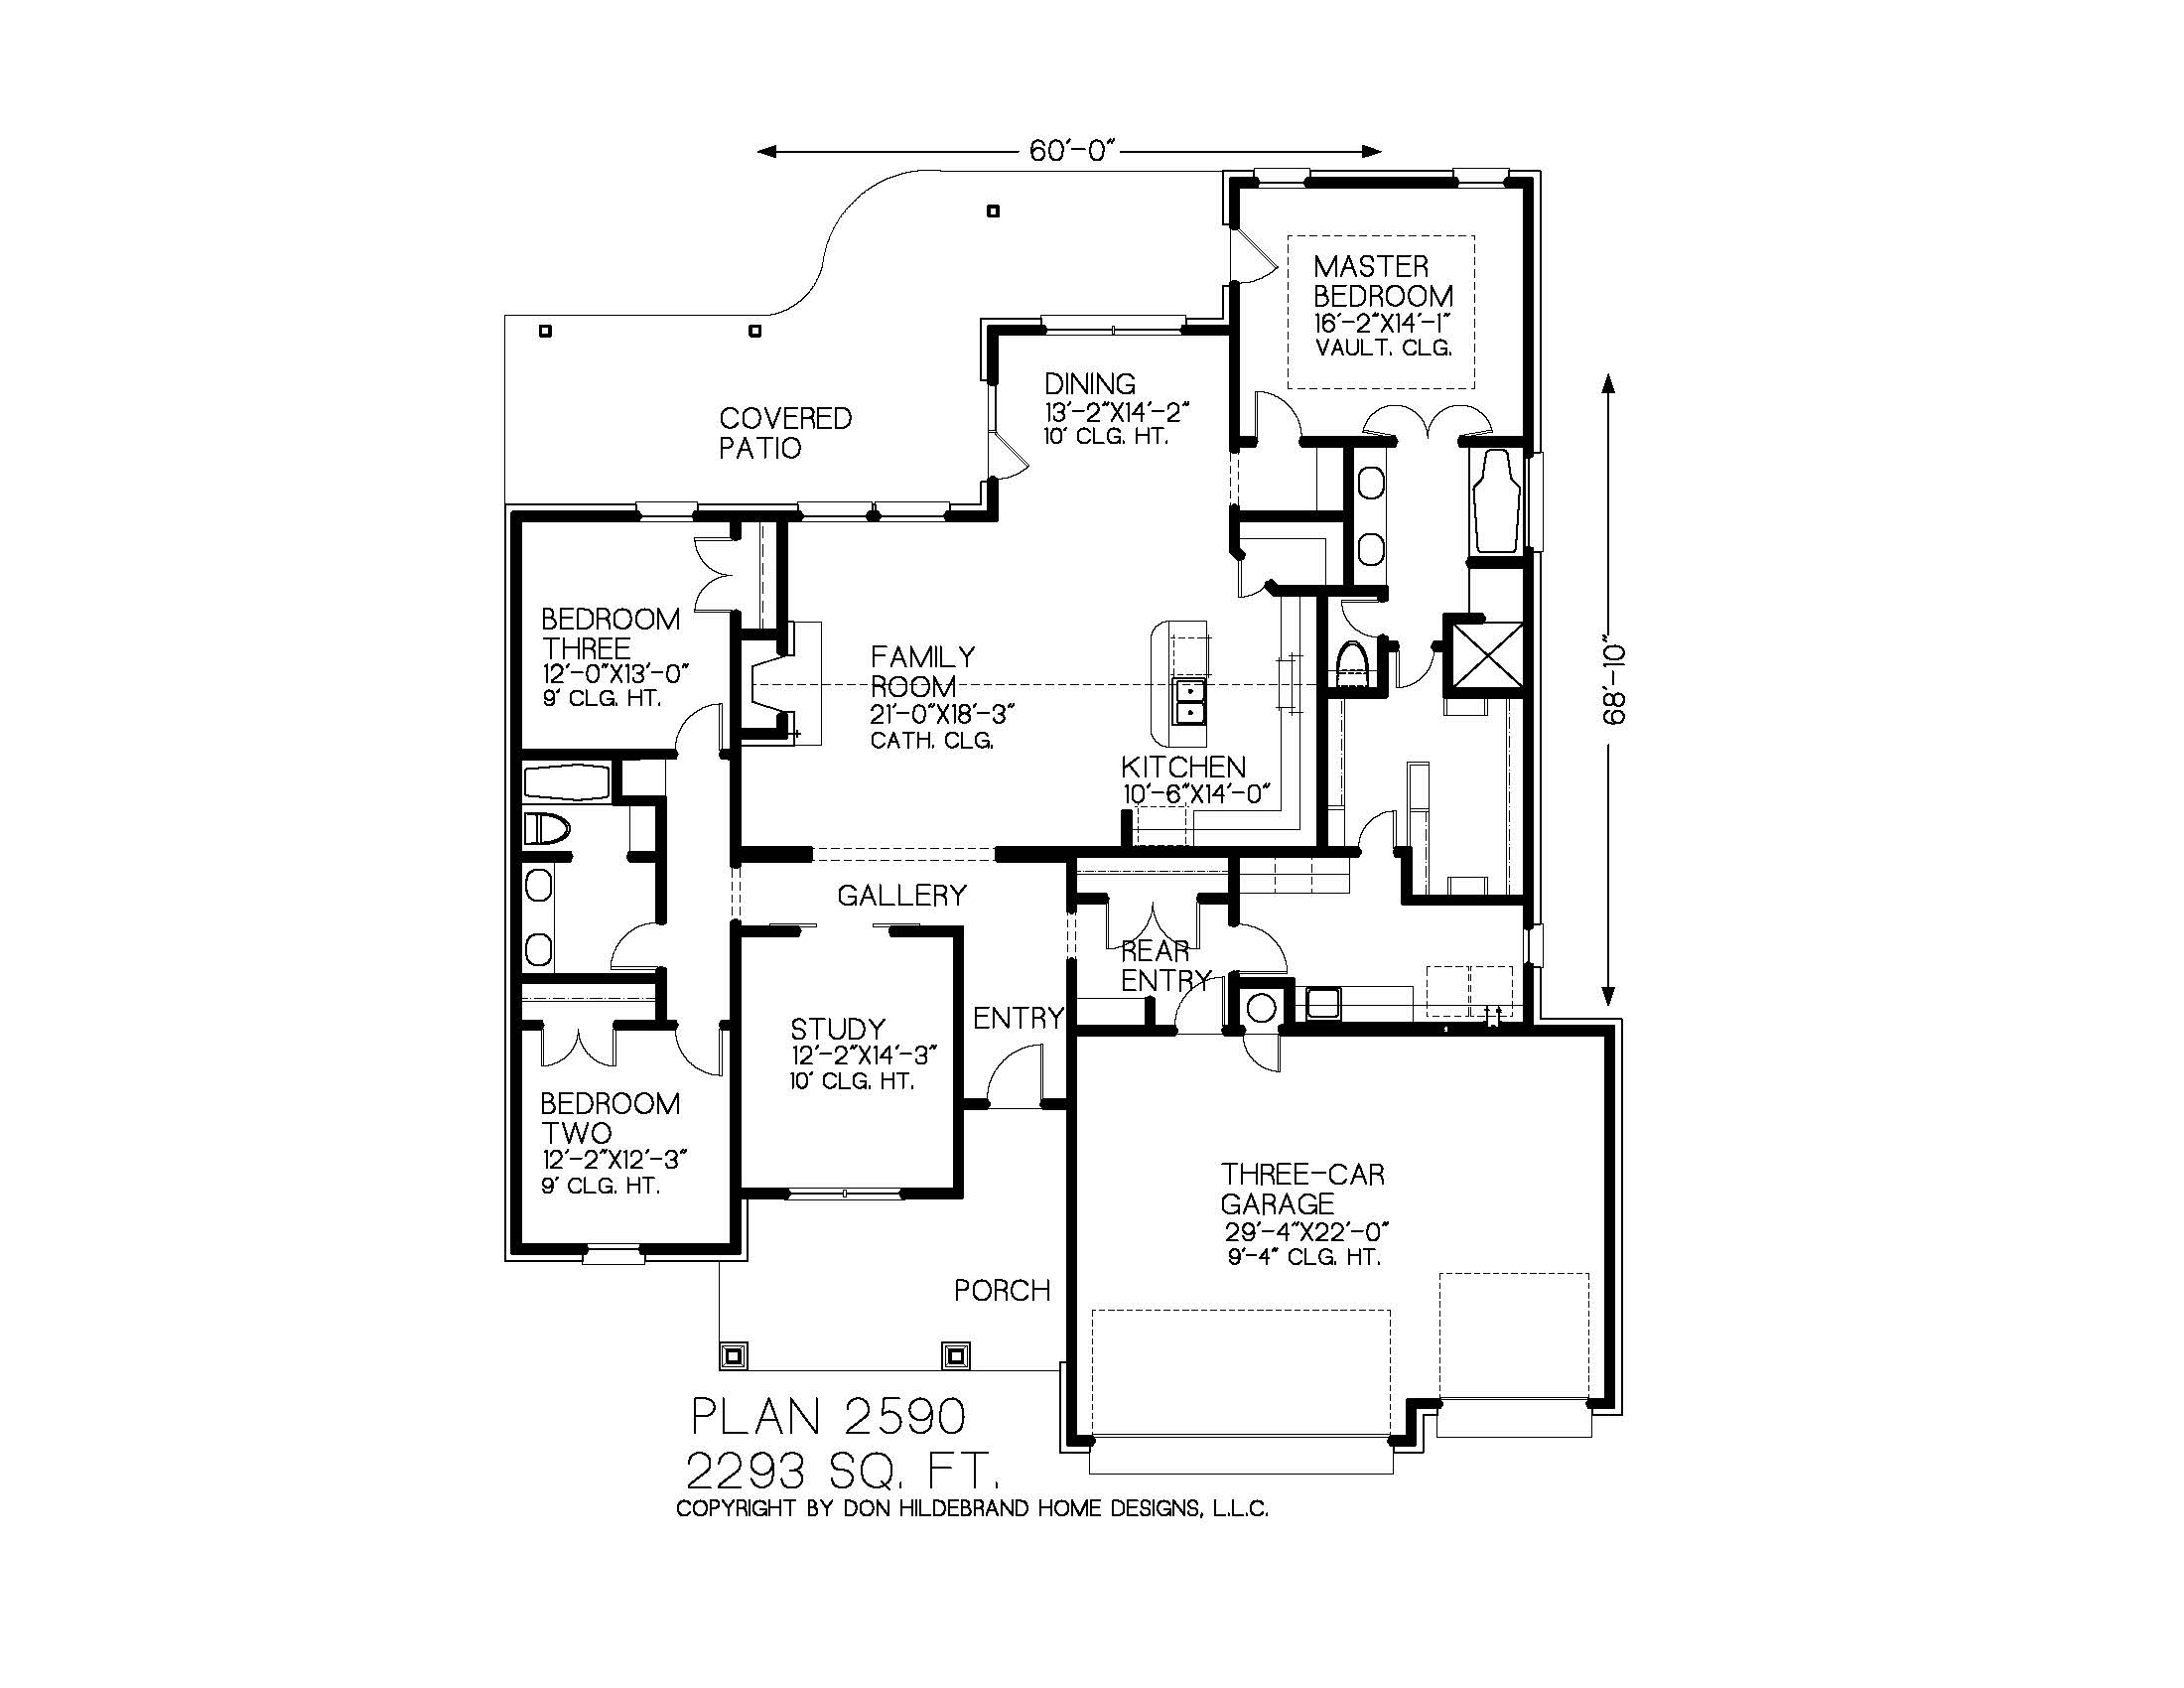 60'-0"
MASTER
BEDROOM
16'-2"X14'-1"
VAULT. CLG.
DINING
13'-2"X14'-2"
10' CLG. HT.
COVERED
PATIO
BEDROOM
THREE
12'-0"X13'-0"
9' CLG. HT.
FAMILY
ROOM
21'-0"X18'-3"
CATH. CLG.
68'-10"
KITCHEN
10'-6"X14'-0"
GALLERY
REAR
ENTRY
ENTRY
STUDY
12'-2"X14'-3"
10' CLG. HT.
BEDROOM
TWO
12'-2"X12'-3"
9' CLG. HT.
THREE-CAR
GARAGE
29'-4"X22'-0"
9'-4" CLG. HT.
PORCH
PLAN 2590
2293 SQ. FT.
COPYRIGHT BY DON HILDEBRAND HOME DESIGNS, L.L.C.